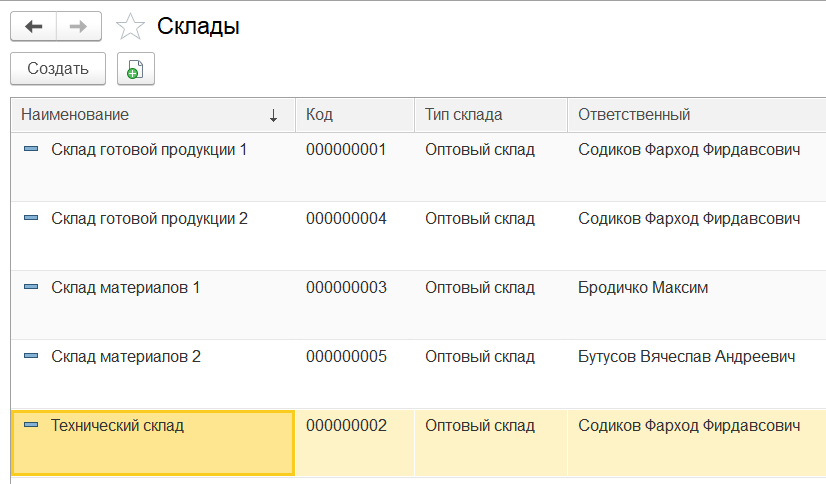 Склады
Создать
Наименование Код Тип склада Ответственный
Склад готовой продукции 1 000000001 Оптовый склад Содиков Фарход Фирдавсович
Склад готовой продукции 2 000000004 Оптовый склад Содиков Фарход Фирдавсович
Склад материалов 1 000000003 Оптовый склад Бродичко Максим
Склад материалов 2 000000005 Оптовый склад Бутусов Вячеслав Андреевич
Технический склад 000000002 Оптовый склад Содиков Фарход Фирдавсович